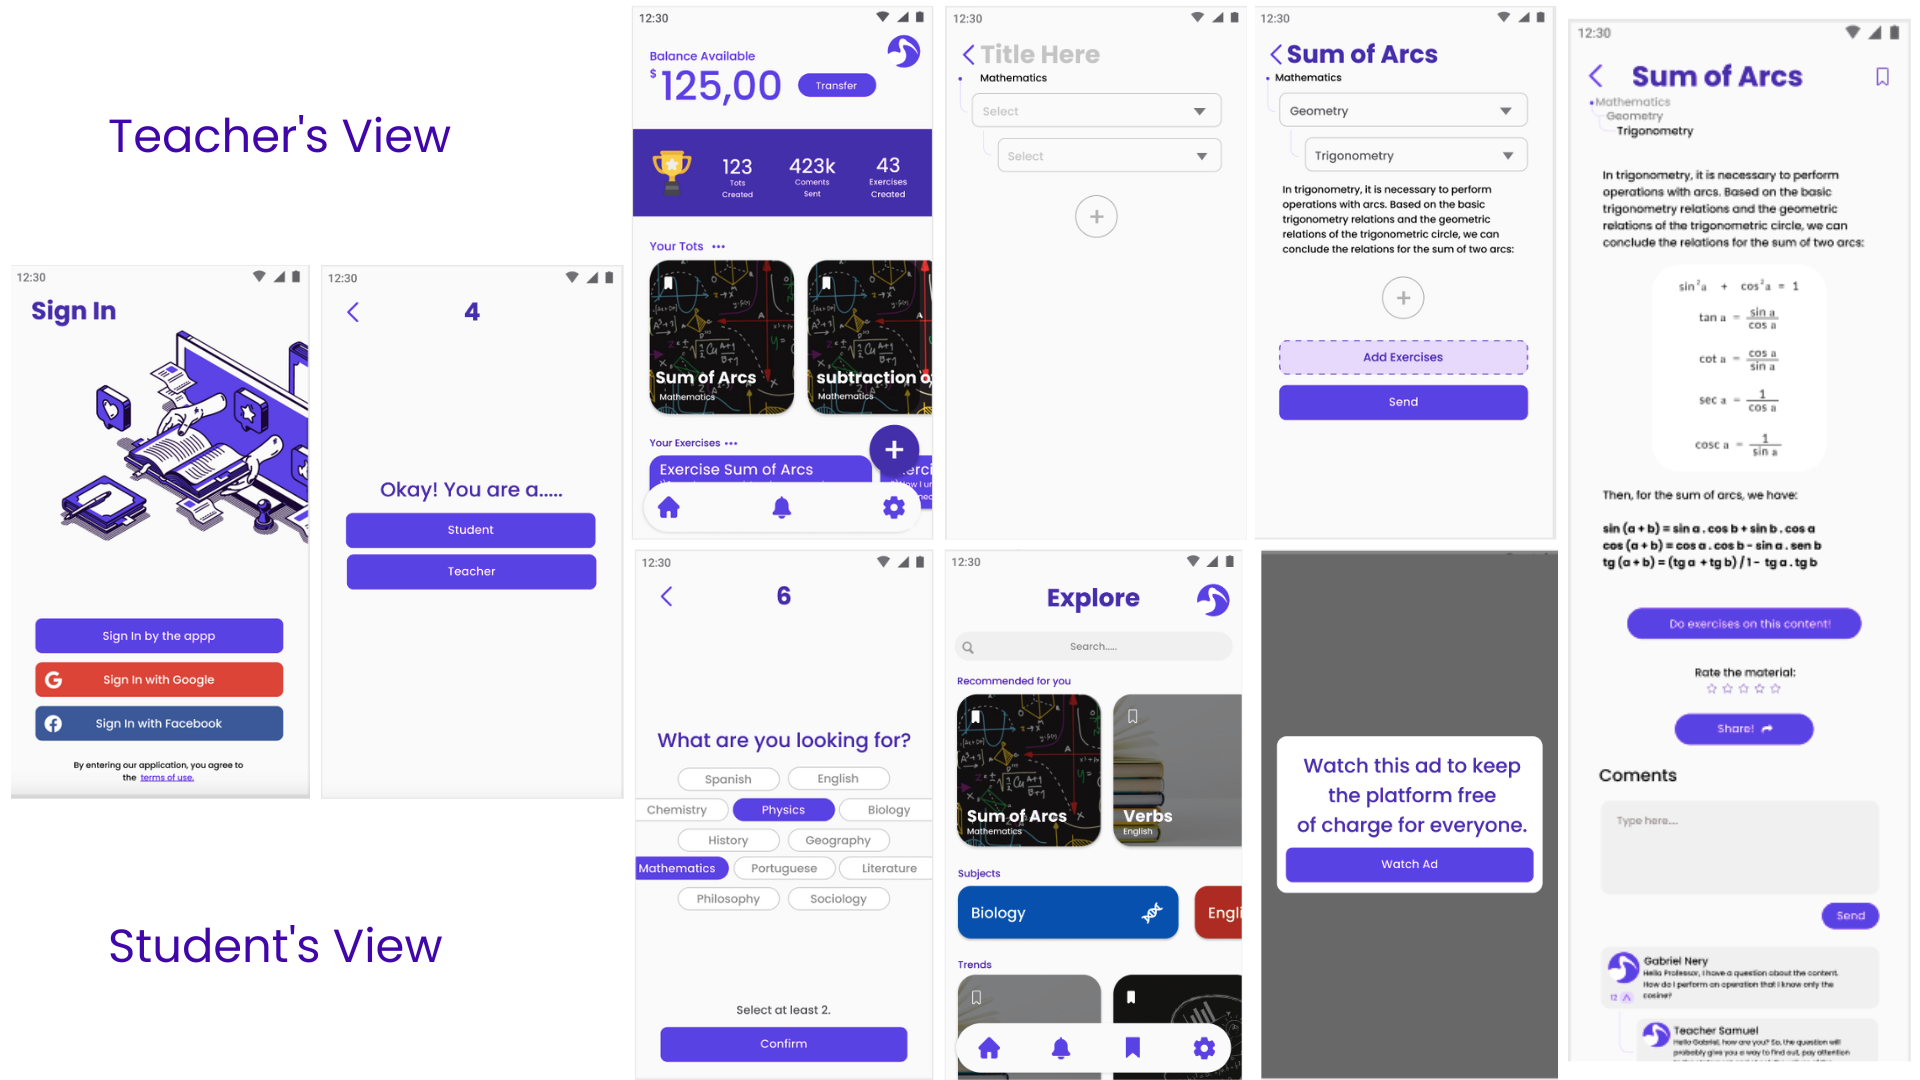 Teacher's View
Student's View
12:30
Sign In
Sign In by the appp
Sign In with Google
Sign In with Facebook
By entering our application, you agree to
the terms of use.
12:30
4
Okay! You are a.....
Student
Teacher
12:30
Balance Available
$ 125,00
Transfer
123
Tots
Created
423k
Coments
Sent
43
Exercises
Created
Your Tots •••
Sum of Arcs
Mathematics
subtraction o
Mathematics
Your Exercises •••
Exercise Sum of Arcs
12:30
Title Here
Mathematics
Select
Select
12:30
Sum of Arcs
Mathematics
Geometry
Trigonometry
In trigonometry, it is necessary to perform
operations with arcs. Based on the basic
trigonometry relations and the geometric
relations of the trigonometric circle, we can
conclude the relations for the sum of two arcs:
Add Exercises
Send
12:30
6
What are you looking for?
Spanish
English
Chemistry
Physics
Biology
History
Geography
Mathematics
Portuguese
Literature
Philosophy
Sociology
Select at least 2.
Confirm
12:30
Explore
Search.....
Recommended for you
Sum of Arcs
Mathematics
Verbs
English
Subjects
Biology
Engli
Trends
Watch this ad to keep
the platform free
of charge for everyone.
Watch Ad
12:30
Sum of Arcs
Mathematics
Geometry
Trigonometry
In trigonometry, it is necessary to perform
operations with arcs. Based on the basic
trigonometry relations and the geometric
relations of the trigonometric circle, we can
conclude the relations for the sum of two arcs:
sin²a + cos²a = 1
tan a = sin a / cos a
cot a = cos a / sin a
sec a = 1 / cos a
cosc a = 1 / sin a
Then, for the sum of arcs, we have:
sin (a + b) = sin a . cos b + sin b . cos a
cos (a + b) = cos a . cos b - sin a . sen b
tg (a + b) = (tg a + tg b) / 1 - tg a . tg b
Do exercises on this content!
Rate the material:
Share!
Coments
Type here....
Send
Gabriel Nery
Hello Professor, I have a question about the content.
How do I perform an operation that I know only the
cosine?
12
Teacher Samuel
Hello Gabriel, how are you? So, the question will
probably give you a way to find out, pay attention